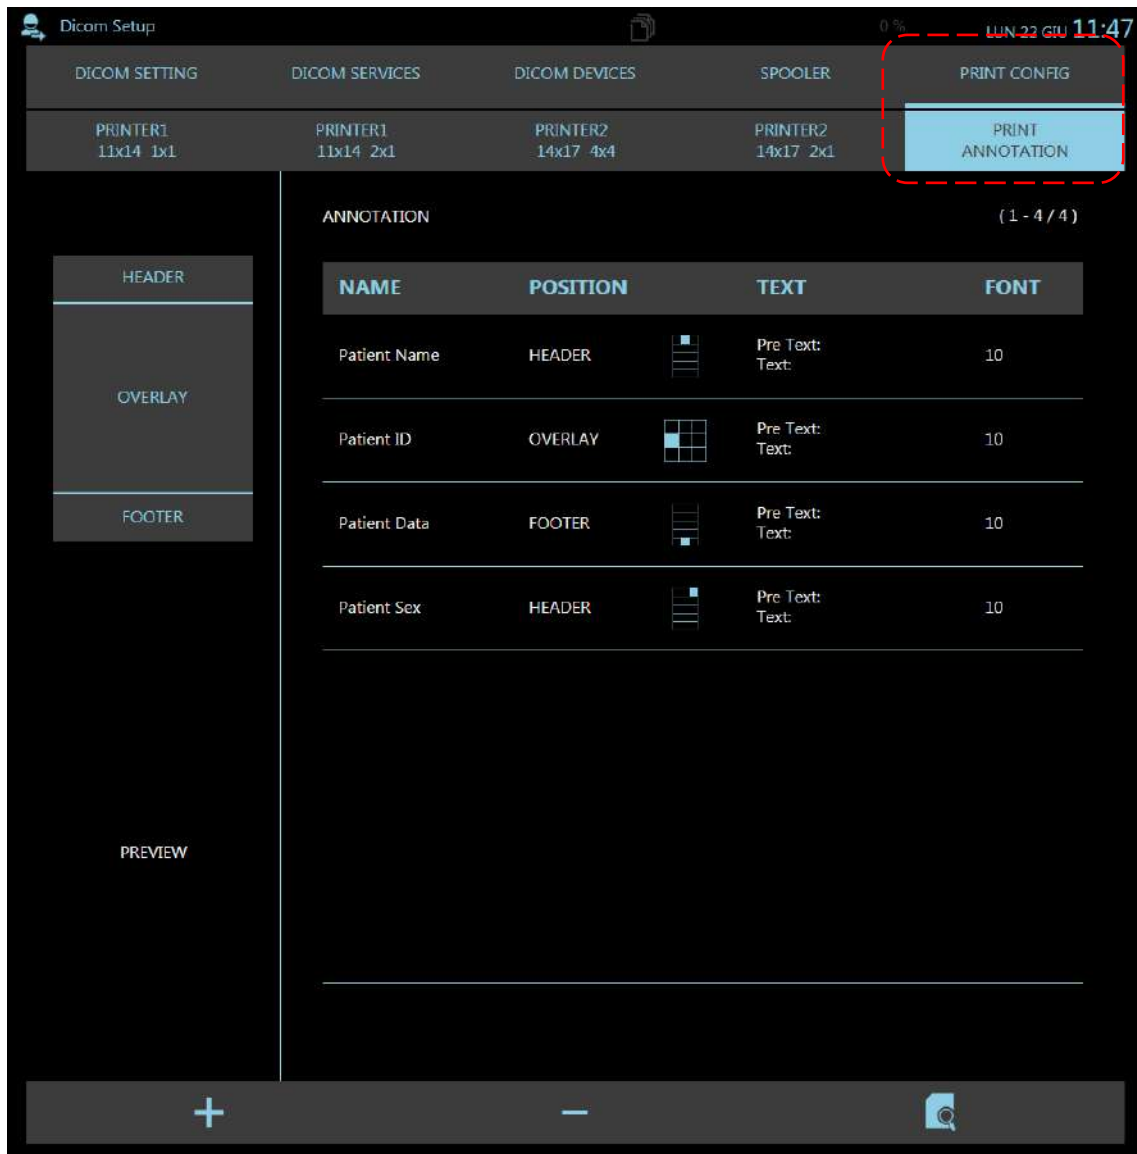 Dicom Setup
0 %
LUN 22 GIU 11:47
DICOM SETTING
DICOM SERVICES
DICOM DEVICES
SPOOLER
PRINT CONFIG
PRINTER1
11x14 1x1
PRINTER1
11x14 2x1
PRINTER2
14x17 4x4
PRINTER2
14x17 2x1
PRINT
ANNOTATION
HEADER
OVERLAY
FOOTER
PREVIEW
ANNOTATION
(1-4/4)
NAME POSITION TEXT FONT
Patient Name HEADER Pre Text: 10
Text:
Patient ID OVERLAY Pre Text: 10
Text:
Patient Data FOOTER Pre Text: 10
Text:
Patient Sex HEADER Pre Text: 10
Text: